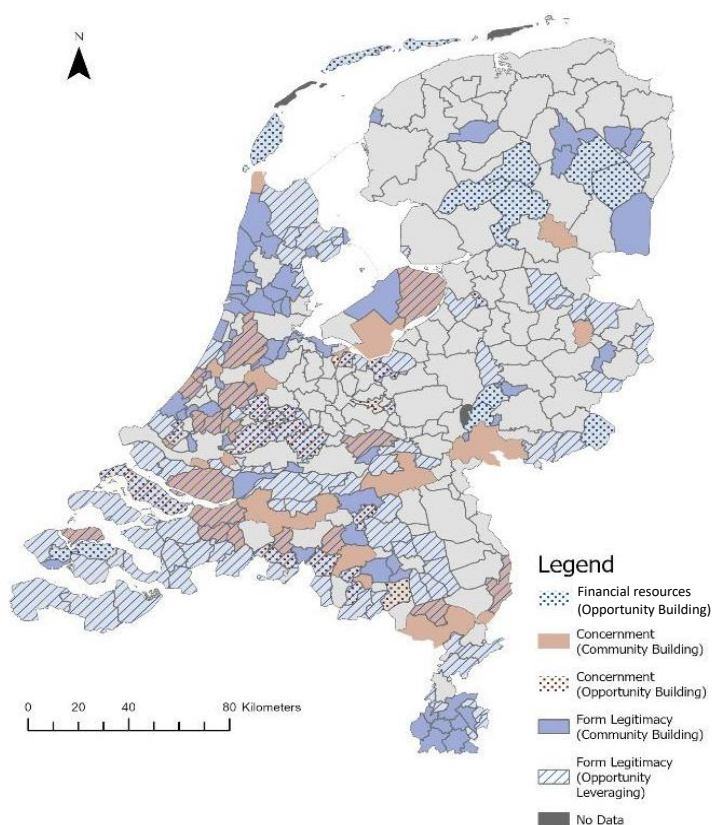 N
Legend
Financial resources
(Opportunity Building)
Concernment
(Community Building)
Concernment
(Opportunity Building)
Form Legitimacy
(Community Building)
Form Legitimacy
(Opportunity
Leveraging)
No Data
0 20 40 80 Kilometers